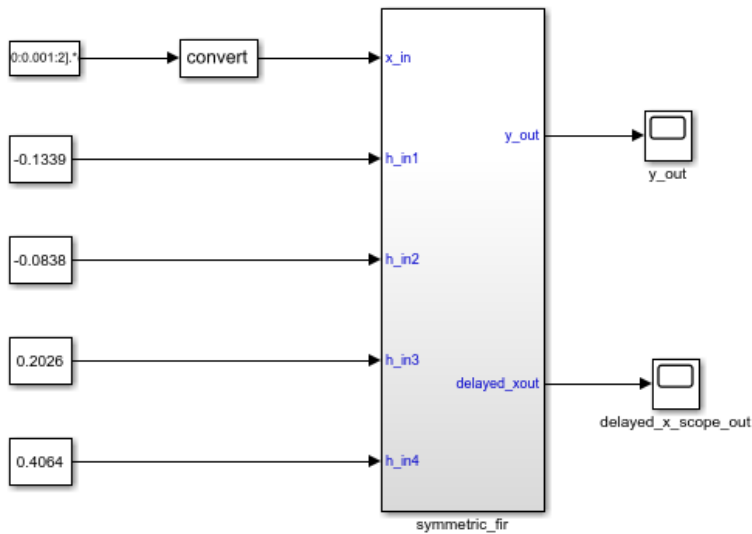 0:0.001:2].*
convert
x_in
y_out
y_out
-0.1339
h_in1
-0.0838
h_in2
0.2026
h_in3
delayed_xout
delayed_x_scope_out
0.4064
h_in4
symmetric_fir